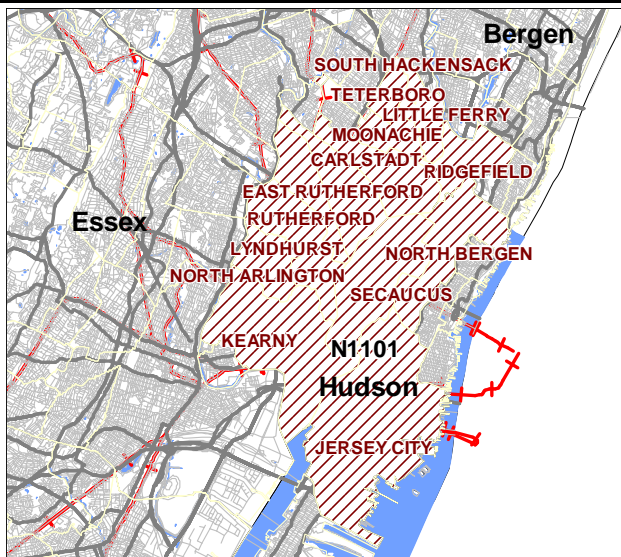 Bergen
SOUTH HACKENSACK
TETERBORO
LITTLE FERRY
MOONACHIE
CARLSTADT
RIDGEFIELD
EAST RUTHERFORD
RUTHERFORD
Essex
LYNDHURST
NORTH BERGEN
NORTH ARLINGTON
SECAUCUS
KEARNY
N1101
Hudson
JERSEY CITY